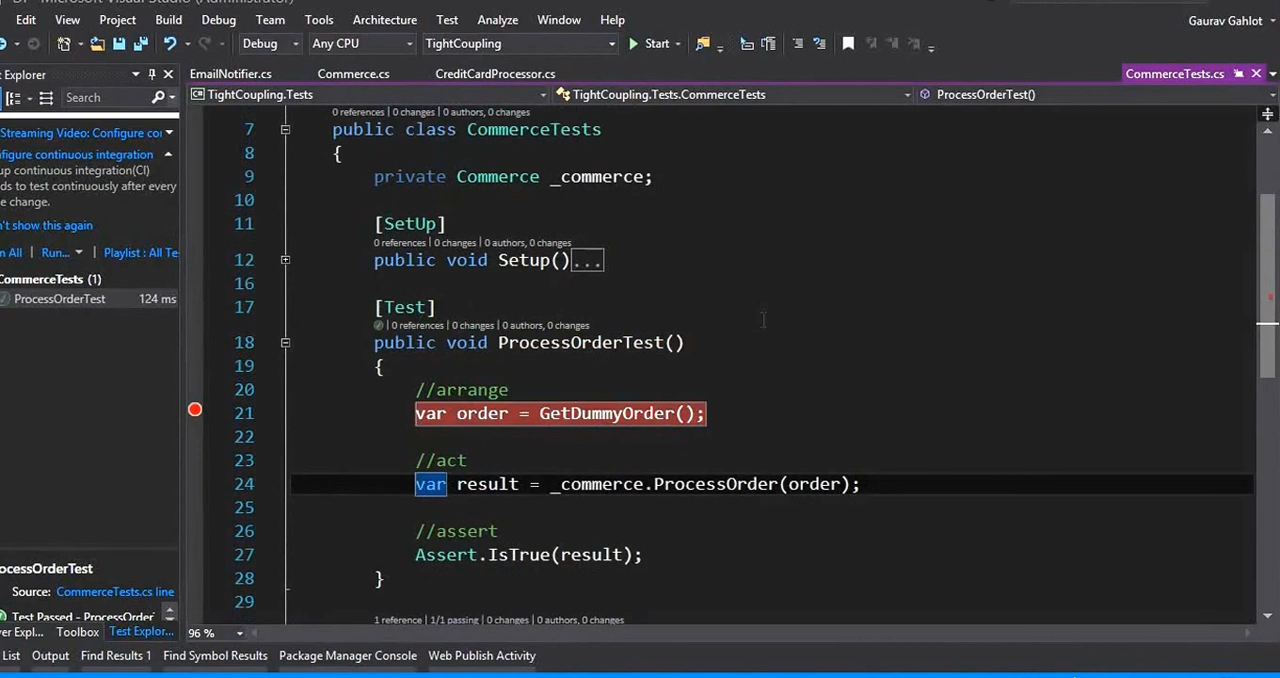 Microsoft Visual Studio (Administrator)
Edit View Project Build Debug Team Tools Architecture Test Analyze Window Help
Gaurav Gahlot
Debug Any CPU TightCoupling Start
t Explorer
EmailNotifier.cs Commerce.cs CreditCardProcessor.cs CommerceTests.cs
Search
TightCoupling.Tests TightCoupling.Tests.CommerceTests ProcessOrderTest()
Streaming Video: Configure cor
figure continuous integration
up continuous integration(CI)
ds to test continuously after every
e change.
n't show this again
n All Run... Playlist : All Te
CommerceTests (1)
ProcessOrderTest 124 ms
ocessOrderTest
Source: CommerceTests.cs line
Test Passed - ProcessOrder
0 references | 0 changes | 0 authors, 0 changes
7 public class CommerceTests
8 {
9 private Commerce _commerce;
10
11 [SetUp]
0 references | 0 changes | 0 authors, 0 changes
12 public void Setup()...
16
17 [Test]
| 0 references | 0 changes | 0 authors, 0 changes
18 public void ProcessOrderTest()
19 {
20 //arrange
21 var order = GetDummyOrder();
22
23 //act
24 var result = _commerce.ProcessOrder(order);
25
26 //assert
27 Assert.IsTrue(result);
28 }
29
1 reference | 1/1 passing | 0 changes | 0 authors, 0 changes
ver Expl... Toolbox Test Explor... 96 %
List Output Find Results 1 Find Symbol Results Package Manager Console Web Publish Activity